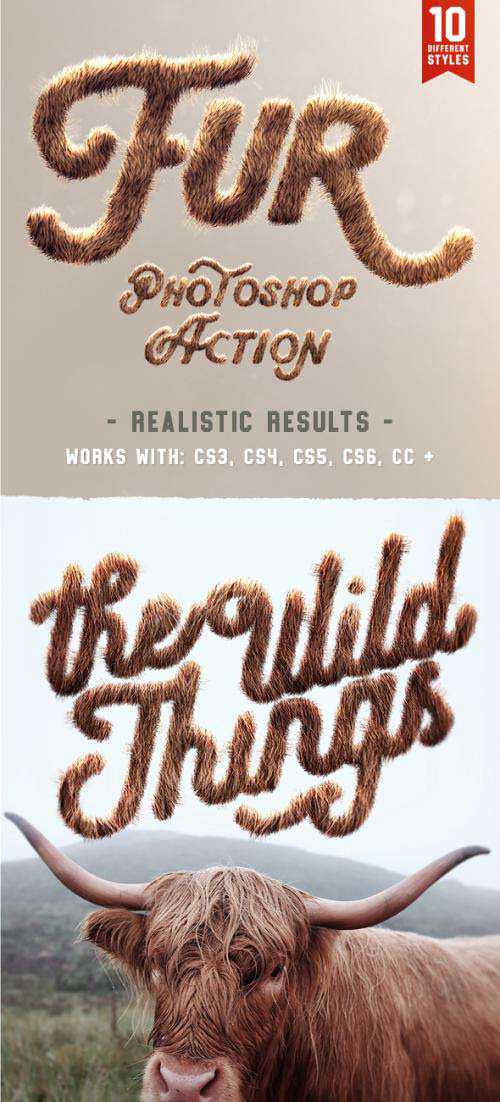 10
DIFFERENT
STYLES
FUR
PHOTOSHOP
ACTION
- REALISTIC RESULTS -
WORKS WITH: CS3, CS4, CS5, CS6, CC +
the Wild
Things